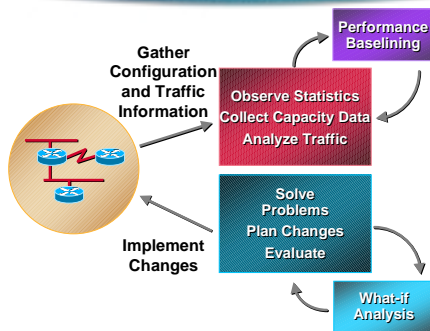 Performance
Baselining
Gather
Configuration
and Traffic
Information
Observe Statistics
Collect Capacity Data
Analyze Traffic
Solve
Problems
Plan Changes
Evaluate
Implement
Changes
What-if
Analysis